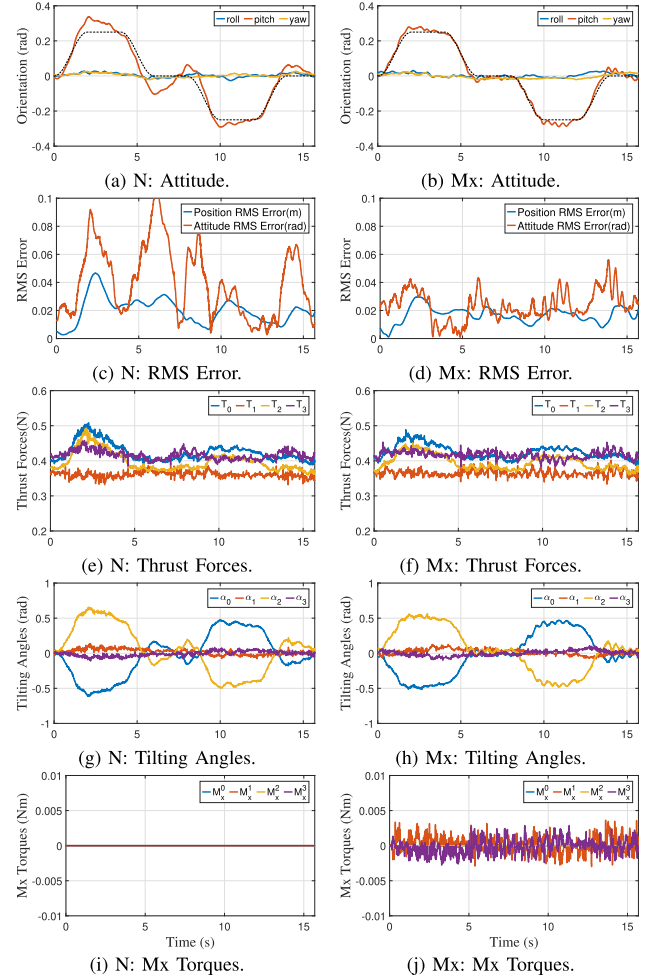 roll pitch yaw
Orientation (rad)
0.4
0.2
0
-0.2
-0.4
0 5 10 15
(a) N: Attitude.
roll pitch yaw
Orientation (rad)
0.4
0.2
0
-0.2
-0.4
0 5 10 15
(b) Mx: Attitude.
Position RMS Error(m)
Attitude RMS Error(rad)
RMS Error
0.1
0.08
0.06
0.04
0.02
0
0 5 10 15
(c) N: RMS Error.
Position RMS Error(m)
Attitude RMS Error(rad)
RMS Error
0.1
0.08
0.06
0.04
0.02
0
0 5 10 15
(d) Mx: RMS Error.
T0 T1 T2 T3
Thrust Forces(N)
0.6
0.5
0.4
0.3
0.2
0 5 10 15
(e) N: Thrust Forces.
T0 T1 T2 T3
Thrust Forces(N)
0.6
0.5
0.4
0.3
0.2
0 5 10 15
(f) Mx: Thrust Forces.
α0 α1 α2 α3
Tilting Angles (rad)
1
0.5
0
-0.5
-1
0 5 10 15
(g) N: Tilting Angles.
α0 α1 α2 α3
Tilting Angles (rad)
1
0.5
0
-0.5
-1
0 5 10 15
(h) Mx: Tilting Angles.
Mx0 Mx1 Mx2 Mx3
Mx Torques (Nm)
0.01
0.005
0
-0.005
-0.01
0 5 10 15
Time (s)
(i) N: Mx Torques.
Mx0 Mx1 Mx2 Mx3
Mx Torques (Nm)
0.01
0.005
0
-0.005
-0.01
0 5 10 15
Time (s)
(j) Mx: Mx Torques.